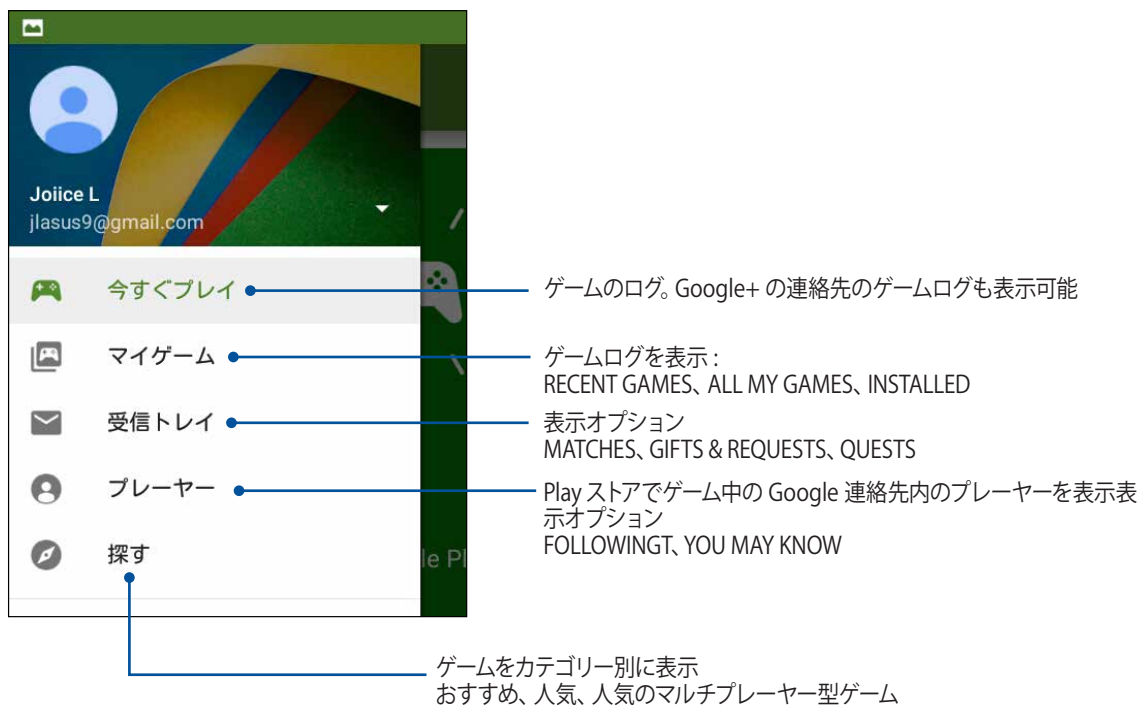 Joiice L
jlasus9@gmail.com
今すぐプレイ
ゲームのログ。Google+ の連絡先のゲームログも表示可能
マイゲーム
ゲームログを表示 :
RECENT GAMES、ALL MY GAMES、INSTALLED
受信トレイ
表示オプション
MATCHES、GIFTS & REQUESTS、QUESTS
プレーヤー
Play ストアでゲーム中の Google 連絡先内のプレーヤーを表示表
示オプション
FOLLOWINGT、YOU MAY KNOW
探す
le Pl
ゲームをカテゴリー別に表示
おすすめ、人気、人気のマルチプレーヤー型ゲーム